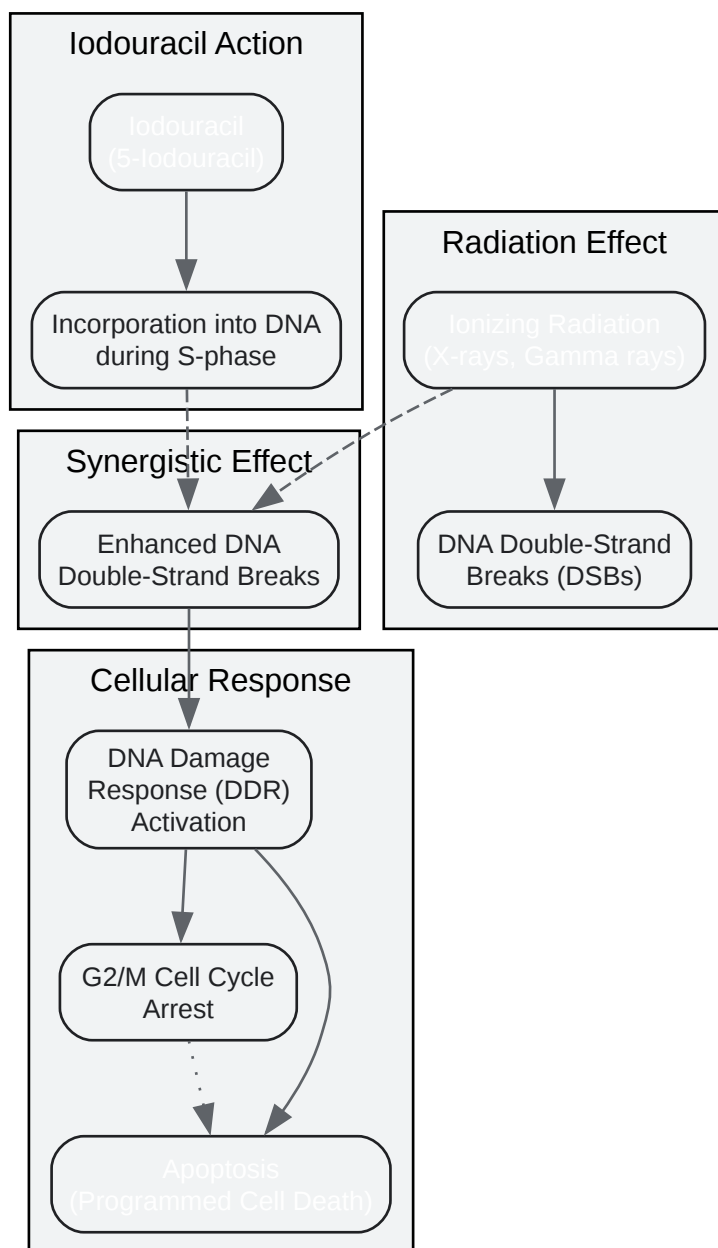 Iodouracil Action
Iodouracil
(5-Iodouracil)
Incorporation into DNA
during S-phase
Radiation Effect
Ionizing Radiation
(X-rays, Gamma rays)
DNA Double-Strand
Breaks (DSBs)
Synergistic Effect
Enhanced DNA
Double-Strand Breaks
Cellular Response
DNA Damage
Response (DDR)
Activation
G2/M Cell Cycle
Arrest
Apoptosis
(Programmed Cell Death)